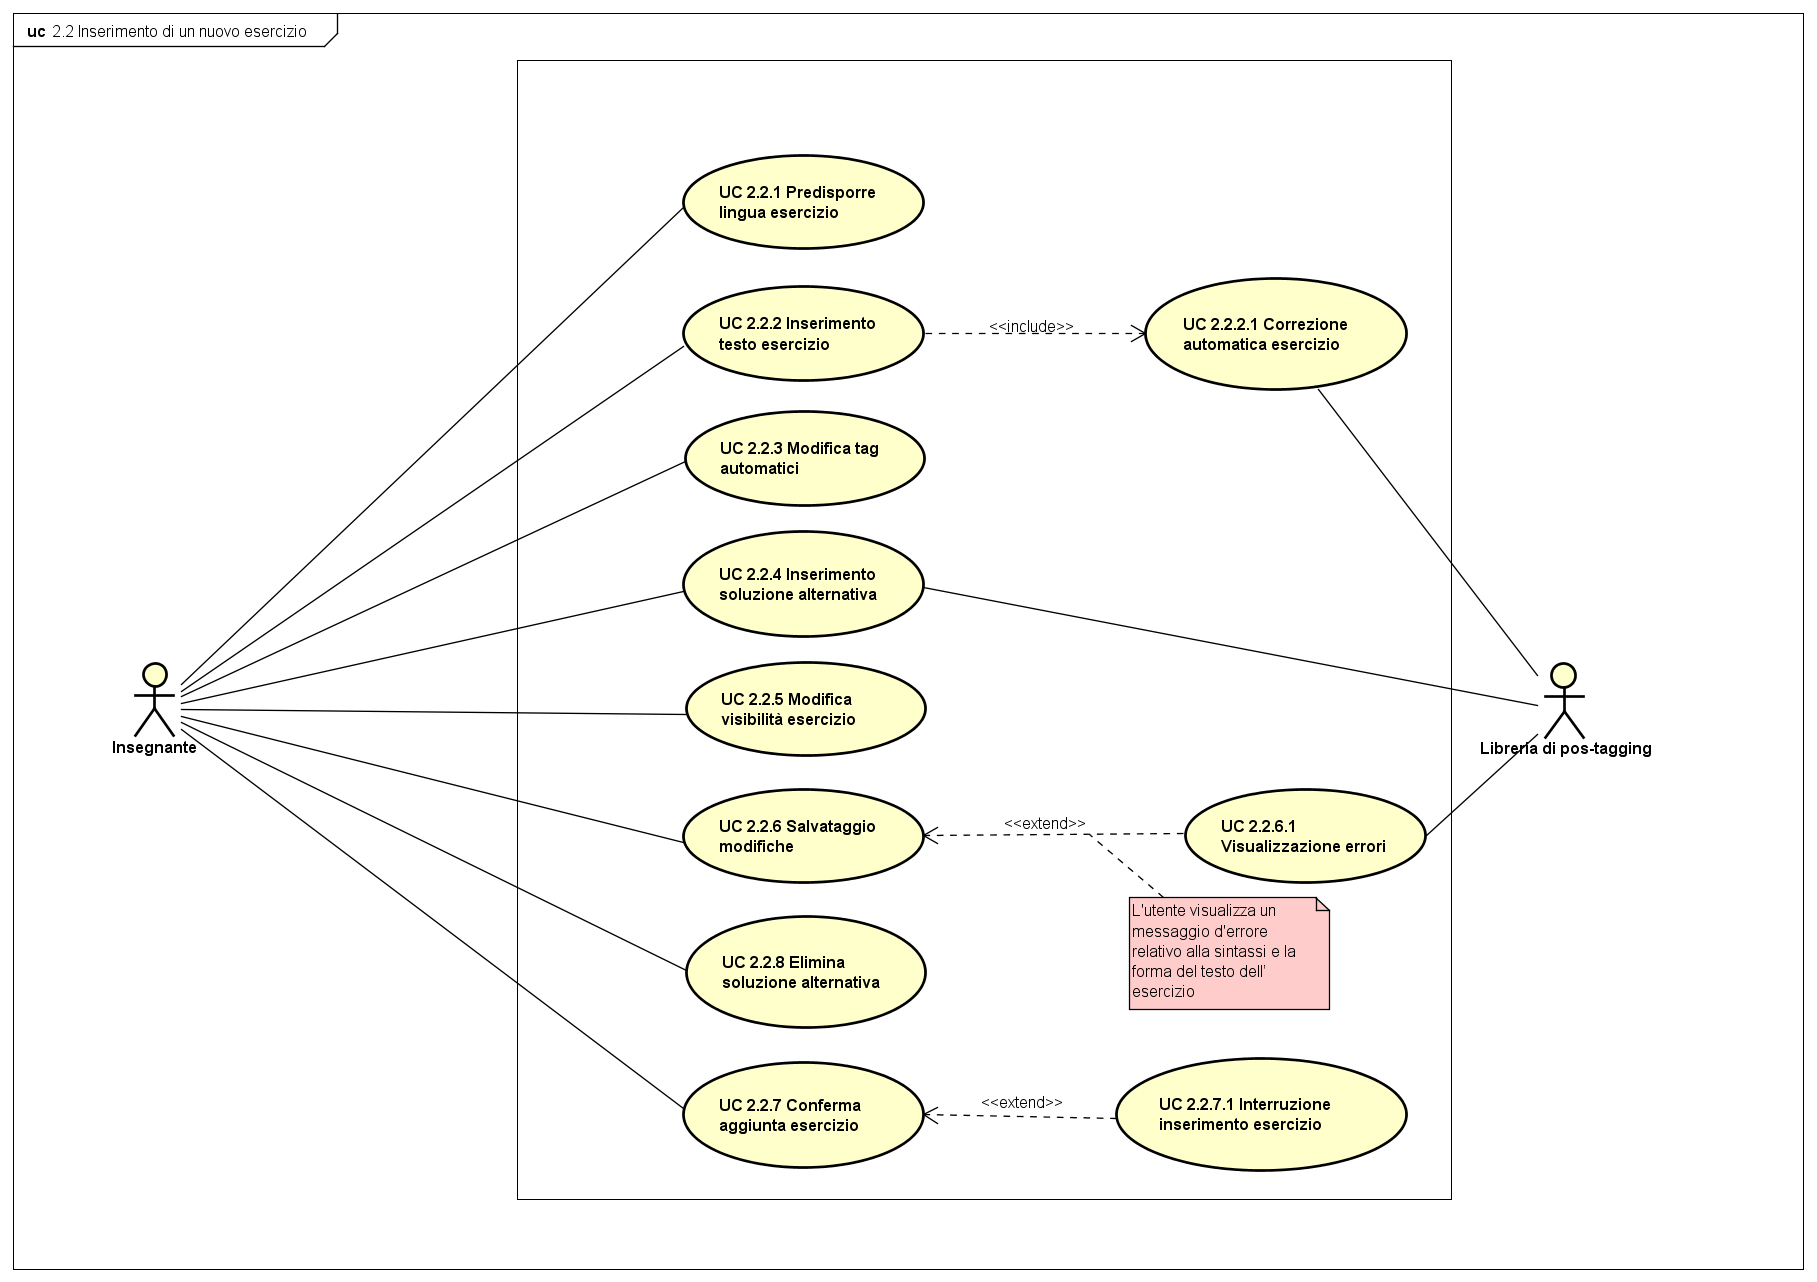 uc 2.2 Inserimento di un nuovo esercizio
UC 2.2.1 Predisporre
lingua esercizio
UC 2.2.2 Inserimento
testo esercizio
<<include>>
UC 2.2.2.1 Correzione
automatica esercizio
UC 2.2.3 Modifica tag
automatici
UC 2.2.4 Inserimento
soluzione alternativa
UC 2.2.5 Modifica
visibilità esercizio
Insegnante
Libreria di pos-tagging
UC 2.2.6 Salvataggio
modifiche
<<extend>>
UC 2.2.6.1
Visualizzazione errori
L'utente visualizza un
messaggio d'errore
relativo alla sintassi e la
forma del testo dell'
esercizio
UC 2.2.8 Elimina
soluzione alternativa
UC 2.2.7 Conferma
aggiunta esercizio
<<extend>>
UC 2.2.7.1 Interruzione
inserimento esercizio